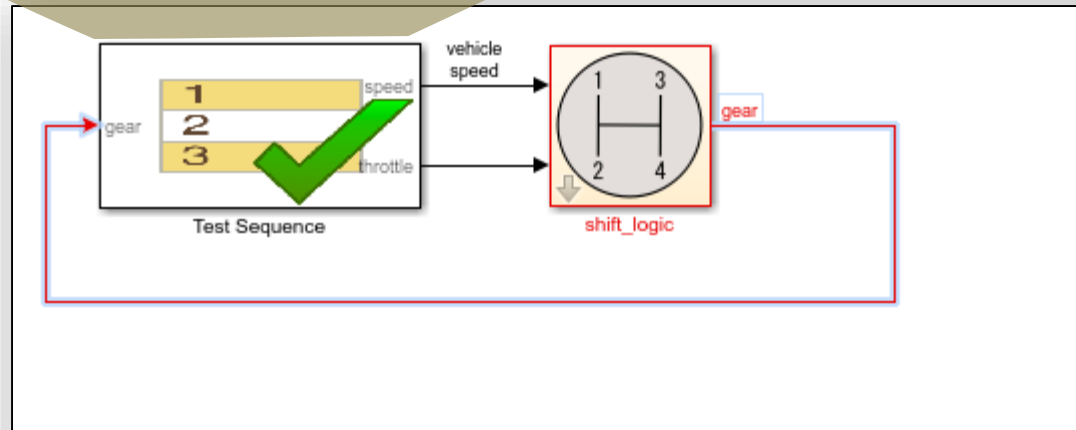 vehicle
speed
1
2
3
speed
gear
throttle
Test Sequence
1 3
2 4
gear
shift_logic